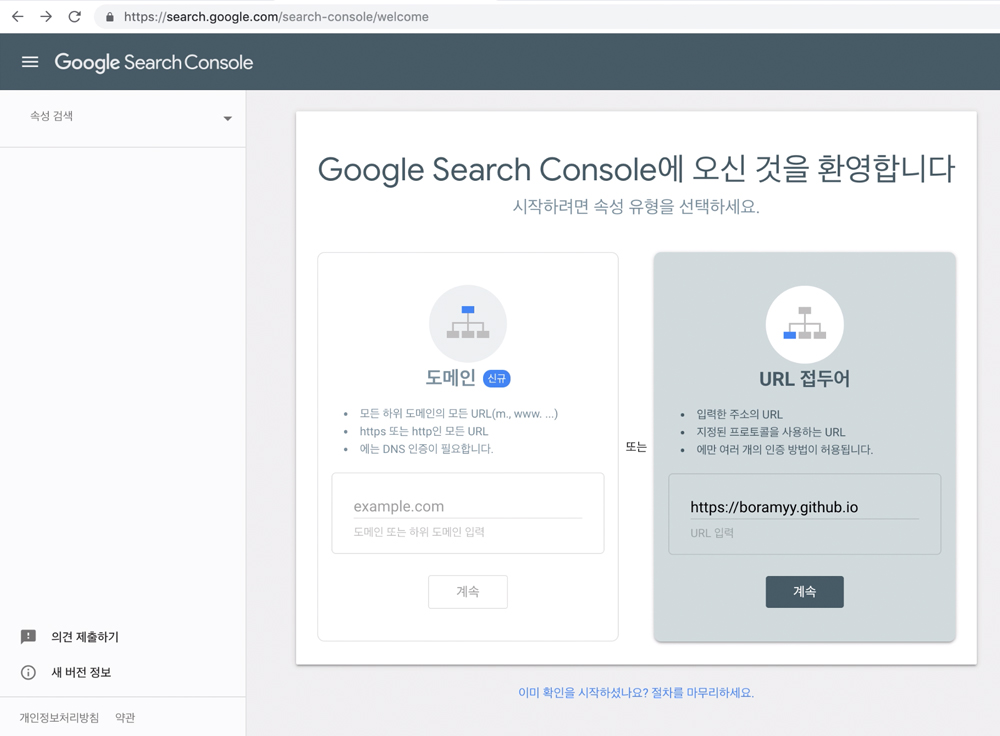 https://search.google.com/search-console/welcome
Google Search Console
속성 검색
Google Search Console에 오신 것을 환영합니다
시작하려면 속성 유형을 선택하세요.
도메인 신규
모든 하위 도메인의 모든 URL(m., www. ...)
https 또는 http인 모든 URL
에는 DNS 인증이 필요합니다.
example.com
도메인 또는 하위 도메인 입력
계속
또는
URL 접두어
입력한 주소의 URL
지정된 프로토콜을 사용하는 URL
에만 여러 개의 인증 방법이 허용됩니다.
https://boramyy.github.io
URL 입력
계속
이미 확인을 시작하셨나요? 절차를 마무리하세요.
의견 제출하기
새 버전 정보
개인정보처리방침 약관